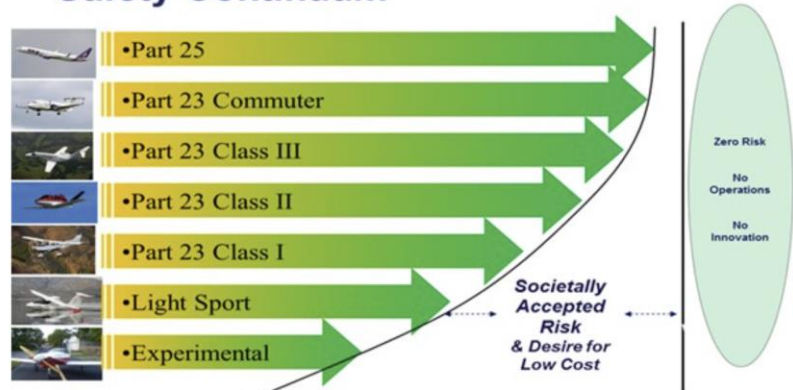 •Part 25
•Part 23 Commuter
•Part 23 Class III
•Part 23 Class II
•Part 23 Class I
•Light Sport
•Experimental
Societally
Accepted
Risk
& Desire for
Low Cost
Zero Risk
No
Operations
No
Innovation